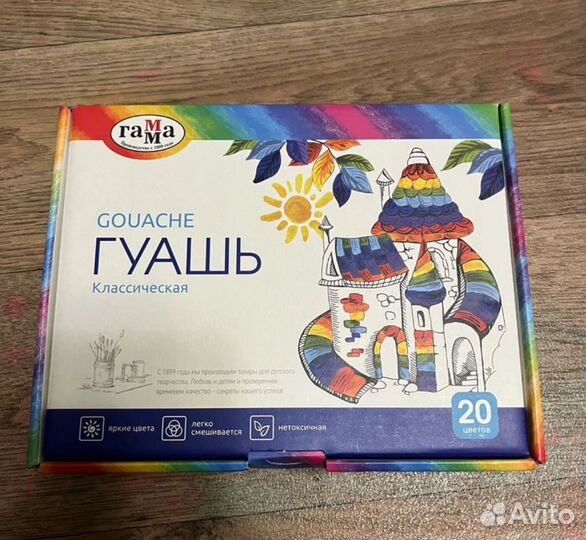 гамма
Производство с 1899 года
GOUACHE
ГУАШЬ
Классическая
С 1899 года мы производим товары для детского
творчества. Любовь к детям и проверенное
временем качество – секреты нашего успеха!
яркие цвета
легко
смешивается
нетоксичная
20
цветов
Avito